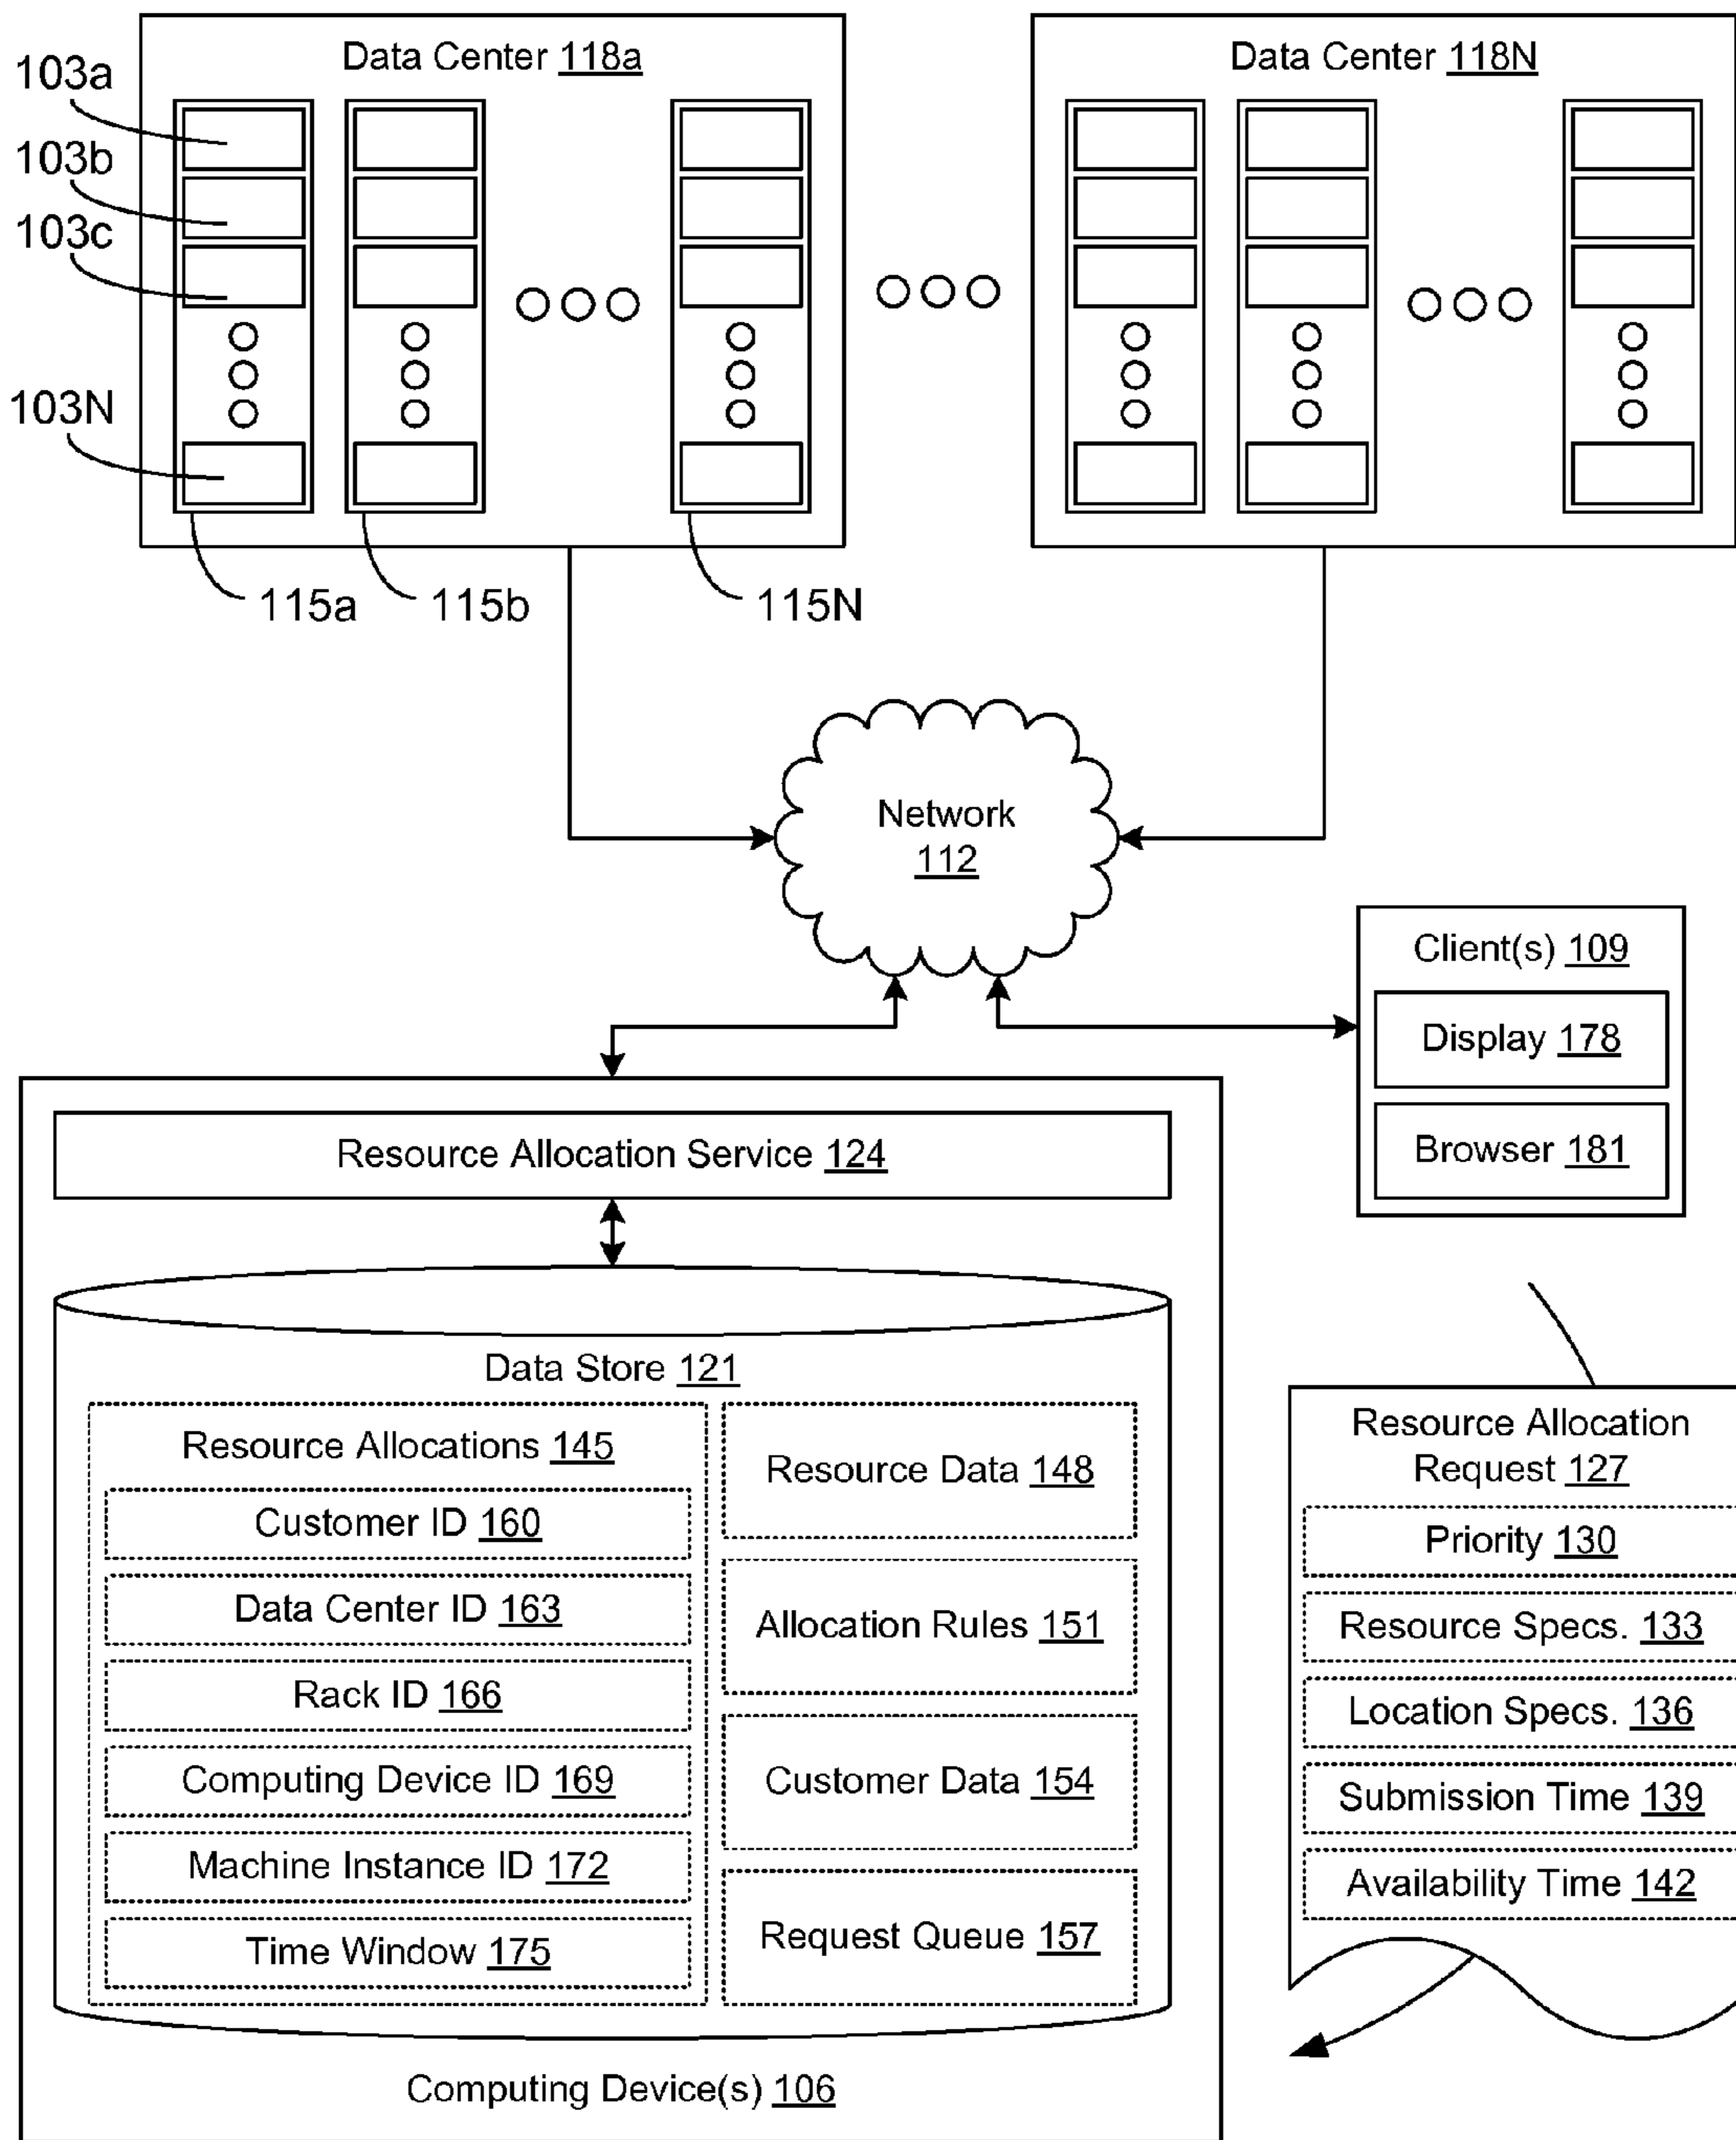 Data Center 118a
Data Center 118N
103a
103b
103c
103N
115a
115b
115N
Network
112
Client(s) 109
Display 178
Browser 181
Resource Allocation Service 124
Data Store 121
Resource Allocations 145
Customer ID 160
Data Center ID 163
Rack ID 166
Computing Device ID 169
Machine Instance ID 172
Time Window 175
Resource Data 148
Allocation Rules 151
Customer Data 154
Request Queue 157
Computing Device(s) 106
Resource Allocation
Request 127
Priority 130
Resource Specs. 133
Location Specs. 136
Submission Time 139
Availability Time 142